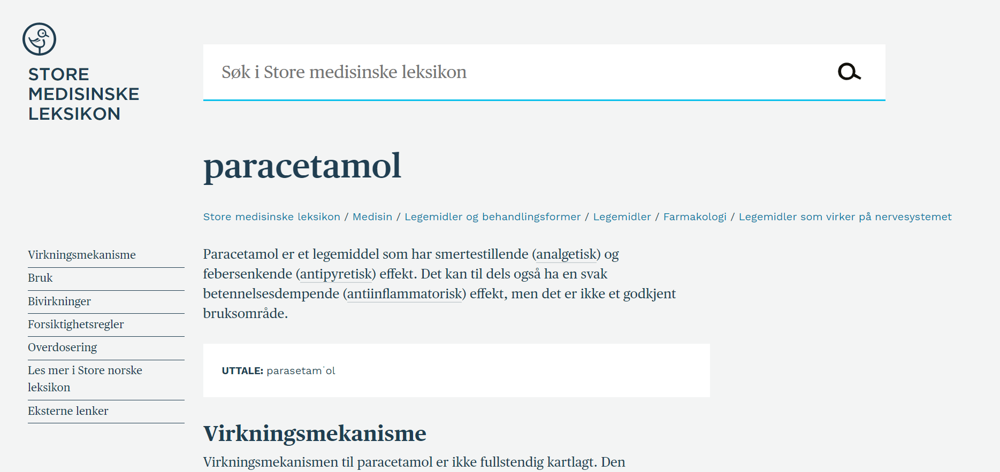 STORE
MEDISINSKE
LEKSIKON
Søk i Store medisinske leksikon
paracetamol
Store medisinske leksikon / Medisin / Legemidler og behandlingsformer / Legemidler / Farmakologi / Legemidler som virker på nervesystemet
Virkningsmekanisme
Bruk
Bivirkninger
Forsiktighetsregler
Overdosering
Les mer i Store norske
leksikon
Eksterne lenker
Paracetamol er et legemiddel som har smertestillende (analgetisk) og
febersenkende (antipyretisk) effekt. Det kan til dels også ha en svak
betennelsesdempende (antiinflammatorisk) effekt, men det er ikke et godkjent
bruksområde.
UTTALE: parasetamˈol
Virkningsmekanisme
Virkningsmekanismen til paracetamol er ikke fullstendig kartlagt. Den